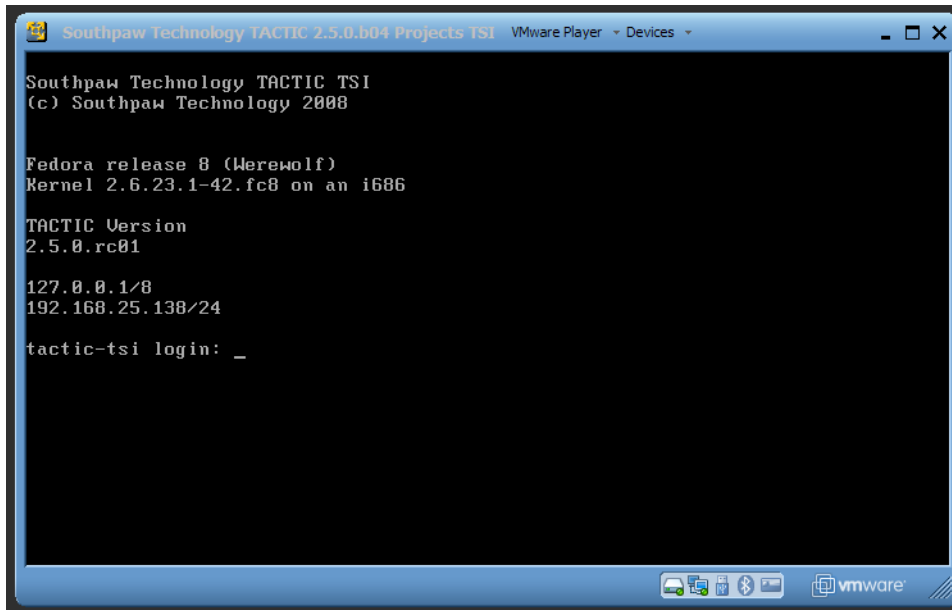 Southpaw Technology TACTIC 2.5.0.b04 Projects TSI VMware Player Devices
Southpaw Technology TACTIC TSI
(c) Southpaw Technology 2008
Fedora release 8 (Werewolf)
Kernel 2.6.23.1-42.fc8 on an i686
TACTIC Version
2.5.0.rc01
127.0.0.1/8
192.168.25.138/24
tactic-tsi login: _
vmware